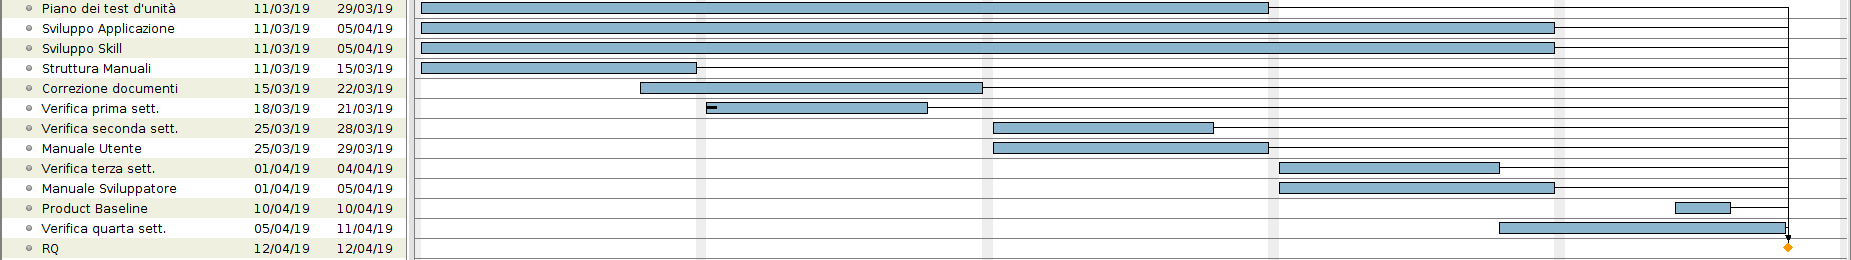 Piano dei test d'unità 11/03/19 29/03/19
Sviluppo Applicazione 11/03/19 05/04/19
Sviluppo Skill 11/03/19 05/04/19
Struttura Manuali 11/03/19 15/03/19
Correzione documenti 15/03/19 22/03/19
Verifica prima sett. 18/03/19 21/03/19
Verifica seconda sett. 25/03/19 28/03/19
Manuale Utente 25/03/19 29/03/19
Verifica terza sett. 01/04/19 04/04/19
Manuale Sviluppatore 01/04/19 05/04/19
Product Baseline 10/04/19 10/04/19
Verifica quarta sett. 05/04/19 11/04/19
RQ 12/04/19 12/04/19